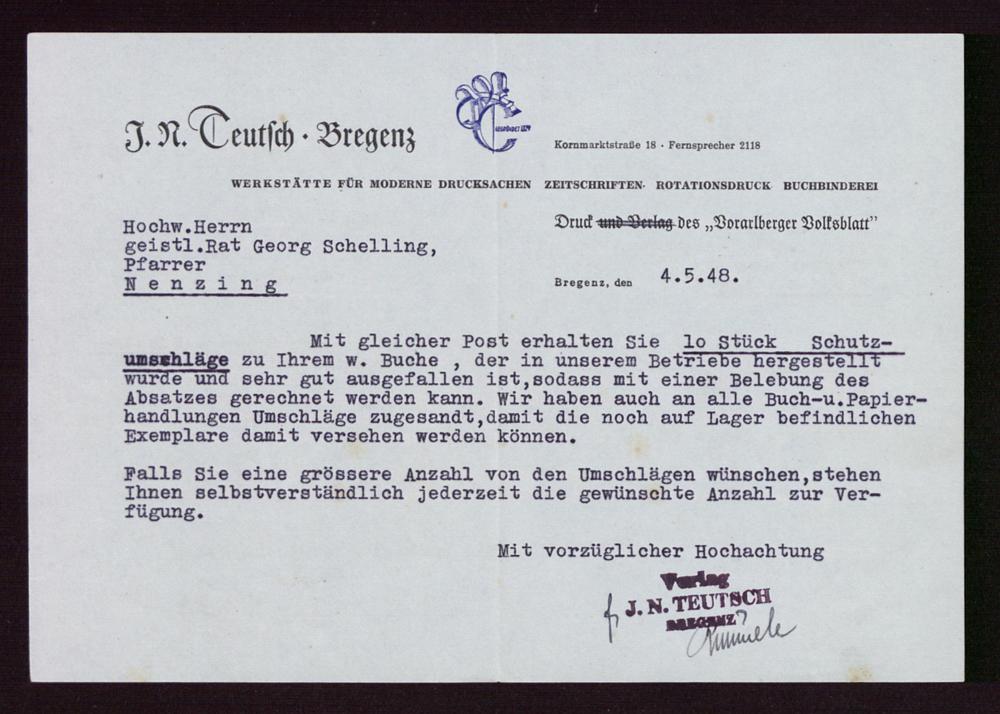 J. N. Teutsch · Bregenz
GEGRÜNDET 1579
Kornmarktstraße 18 · Fernsprecher 2118
WERKSTÄTTE FÜR MODERNE DRUCKSACHEN ZEITSCHRIFTEN· ROTATIONSDRUCK BUCHBINDEREI
Druck und Verlag des „Vorarlberger Volksblatt"
Hochw.Herrn
geistl.Rat Georg Schelling,
Pfarrer
N e n z i n g
Bregenz, den 4.5.48.
Mit gleicher Post erhalten Sie lo Stück Schutz-
umschläge zu Ihrem w. Buche , der in unserem Betriebe hergestellt
wurde und sehr gut ausgefallen ist,sodass mit einer Belebung des
Absatzes gerechnet werden kann. Wir haben auch an alle Buch-u.Papier-
handlungen Umschläge zugesandt,damit die noch auf Lager befindlichen
Exemplare damit versehen werden können.
Falls Sie eine grössere Anzahl von den Umschlägen wünschen,stehen
Ihnen selbstverständlich jederzeit die gewünschte Anzahl zur Ver-
fügung.
Mit vorzüglicher Hochachtung
Verlag
J. N. TEUTSCH
BREGENZ